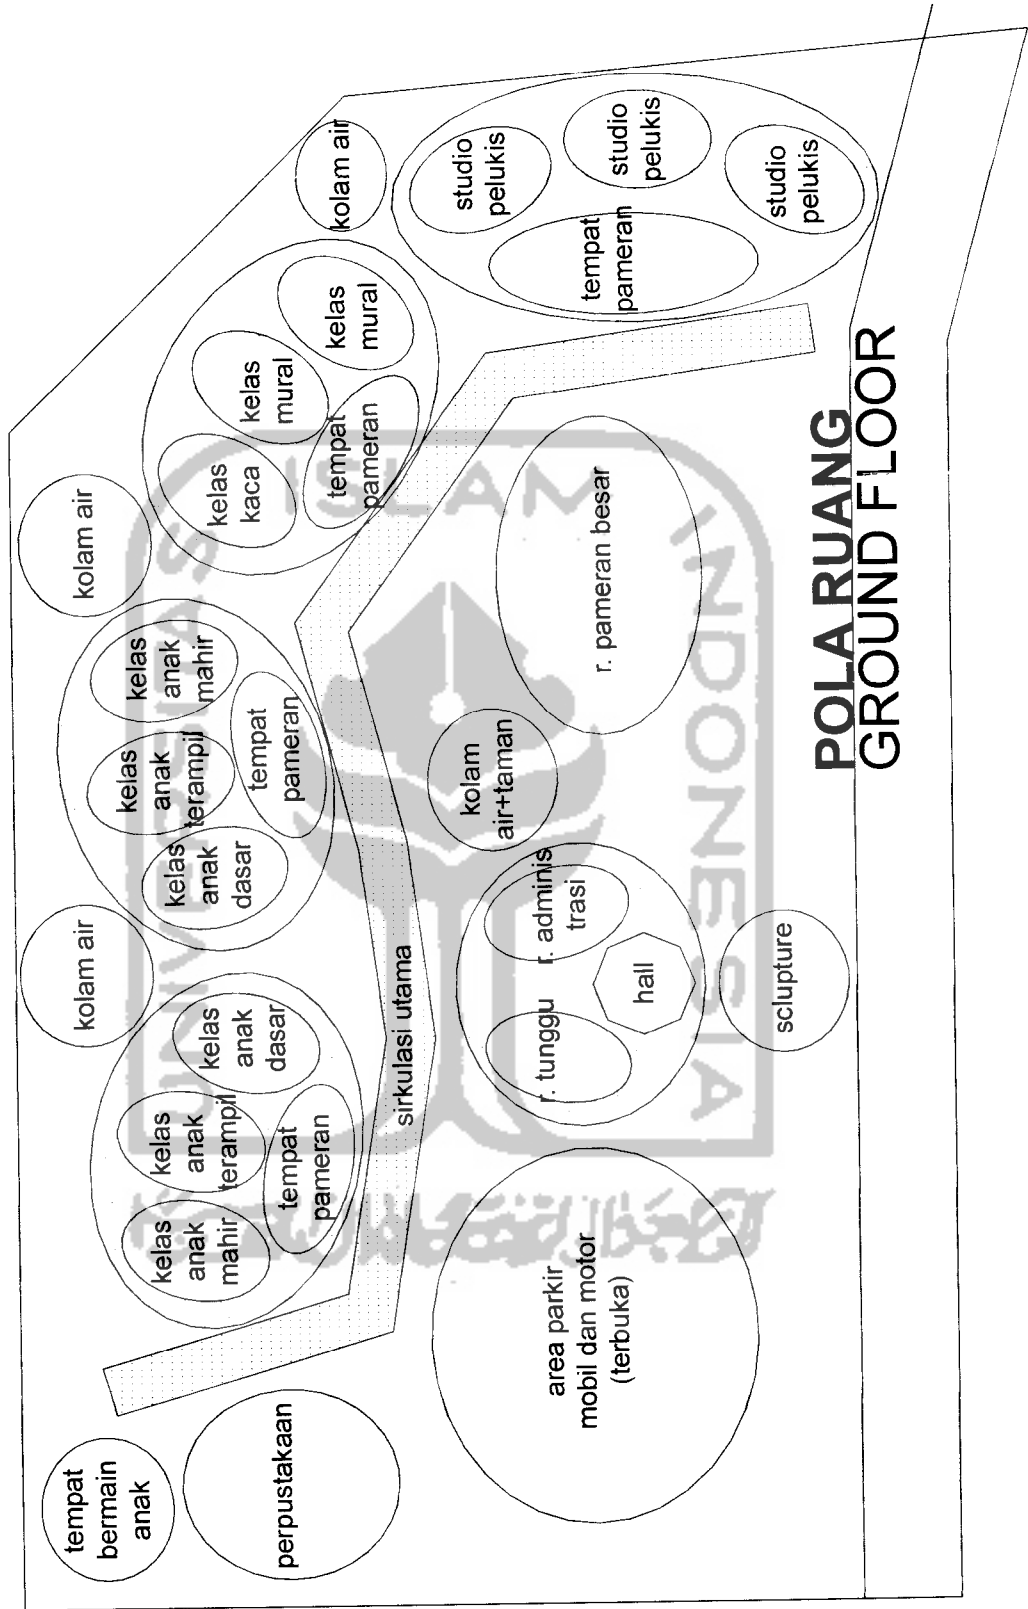 tempat
bermain
anak
kolam air
kolam air
kelas
anak
mahir
kelas
anak
terampil
kelas
anak
dasar
tempat
pameran
kelas
anak
dasar
kelas
anak
terampil
kelas
anak
mahir
tempat
pameran
kelas
kaca
kelas
mural
kelas
mural
tempat
pameran
kolam air
perpustakaan
sirkulasi utama
studio
pelukis
studio
pelukis
studio
pelukis
tempat
pameran
area parkir
mobil dan motor
(terbuka)
r. tunggu
r. adminis
trasi
hall
kolam
air+taman
r. pameran besar
sclupture
POLA RUANG
GROUND FLOOR
UNIVERSITAS
ISLAM
INDONESIA